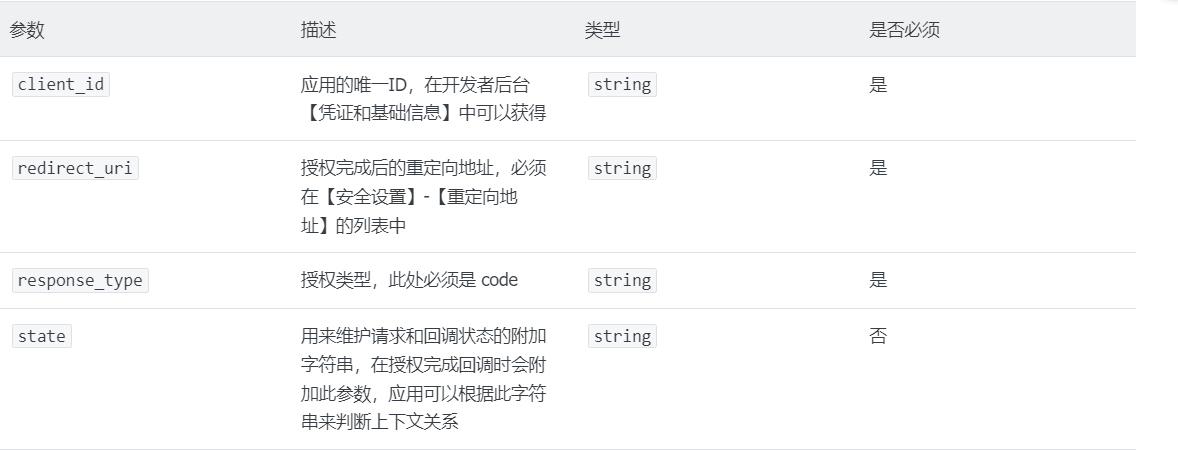 参数 描述 类型 是否必须
client_id 应用的唯一ID，在开发者后台 string 是
【凭证和基础信息】中可以获得
redirect_uri 授权完成后的重定向地址，必须 string 是
在【安全设置】-【重定向地
址】的列表中
response_type 授权类型，此处必须是 code string 是
state 用来维护请求和回调状态的附加 string 否
字符串，在授权完成回调时会附
加此参数，应用可以根据此字符
串来判断上下文关系